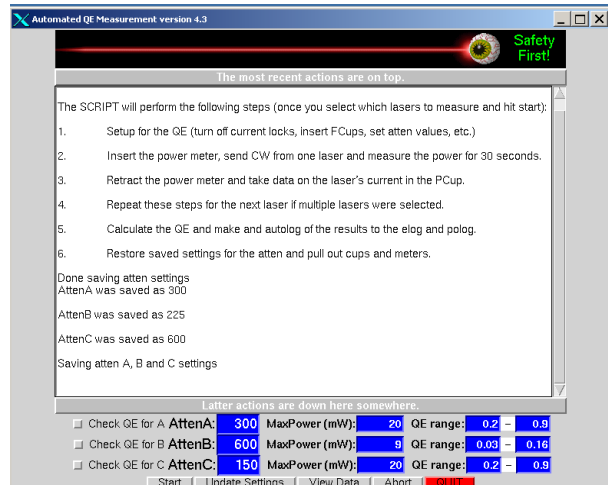 Automated QE Measurement version 4.3
Safety
First!
The most recent actions are on top.
The SCRIPT will perform the following steps (once you select which lasers to measure and hit start):
1. Setup for the QE (turn off current locks, insert FCups, set atten values, etc.)
2. Insert the power meter, send CW from one laser and measure the power for 30 seconds.
3. Retract the power meter and take data on the laser's current in the PCup.
4. Repeat these steps for the next laser if multiple lasers were selected.
5. Calculate the QE and make and autolog of the results to the elog and polog.
6. Restore saved settings for the atten and pull out cups and meters.
Done saving atten settings
AttenA was saved as 300
AttenB was saved as 225
AttenC was saved as 600
Saving atten A, B and C settings
Latter actions are down here somewhere.
Check QE for A AttenA: 300 MaxPower (mW): 20 QE range: 0.2 - 0.9
Check QE for B AttenB: 600 MaxPower (mW): 9 QE range: 0.03 - 0.16
Check QE for C AttenC: 150 MaxPower (mW): 20 QE range: 0.2 - 0.9
Start Update Settings View Data Abort QUIT